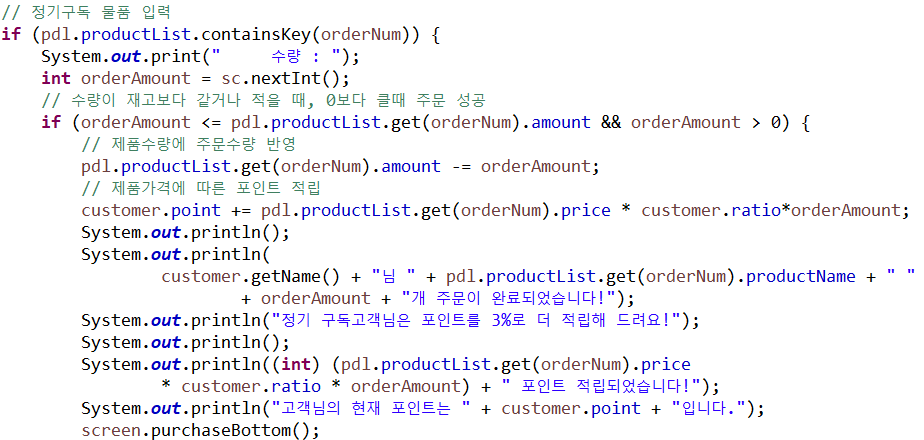 // 정기구독 물품 입력
if (pdl.productList.containsKey(orderNum)) {
    System.out.print("      수량 : ");
    int orderAmount = sc.nextInt();
    // 수량이 재고보다 같거나 적을 때, 0보다 클때 주문 성공
    if (orderAmount <= pdl.productList.get(orderNum).amount && orderAmount > 0) {
        // 제품수량에 주문수량 반영
        pdl.productList.get(orderNum).amount -= orderAmount;
        // 제품가격에 따른 포인트 적립
        customer.point += pdl.productList.get(orderNum).price * customer.ratio*orderAmount;
        System.out.println();
        System.out.println(
                customer.getName() + "님 " + pdl.productList.get(orderNum).productName + " "
                        + orderAmount + "개 주문이 완료되었습니다!");
        System.out.println("정기 구독고객님은 포인트를 3%로 더 적립해 드려요!");
        System.out.println();
        System.out.println((int) (pdl.productList.get(orderNum).price
                * customer.ratio * orderAmount) + " 포인트 적립되었습니다!");
        System.out.println("고객님의 현재 포인트는 " + customer.point + "입니다.");
        screen.purchaseBottom();